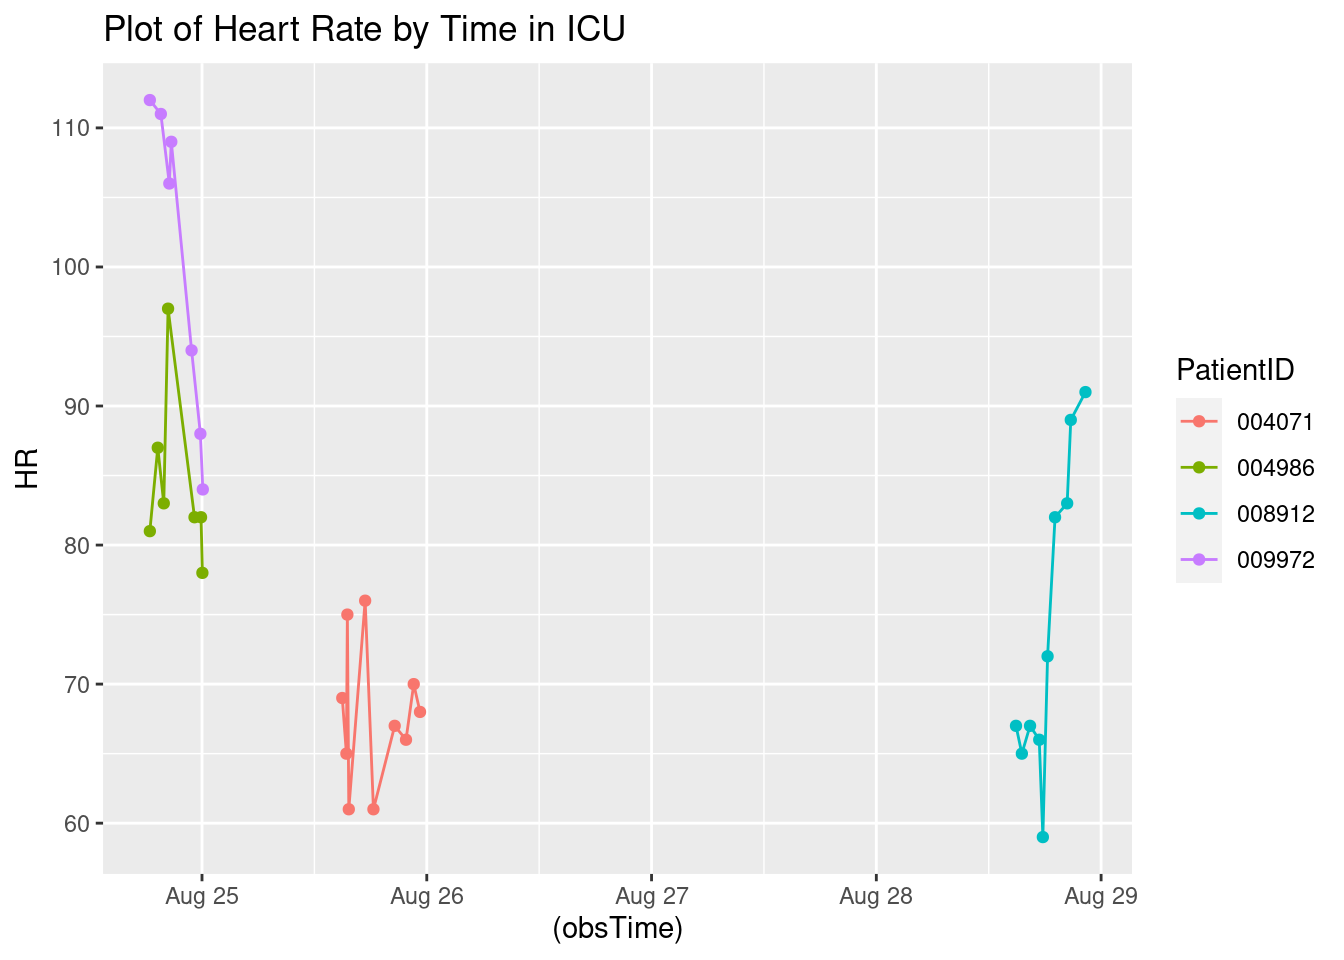 Plot of Heart Rate by Time in ICU
110
100
90
80
70
60
HR
Aug 25
Aug 26
Aug 27
Aug 28
Aug 29
(obsTime)
PatientID
004071
004986
008912
009972